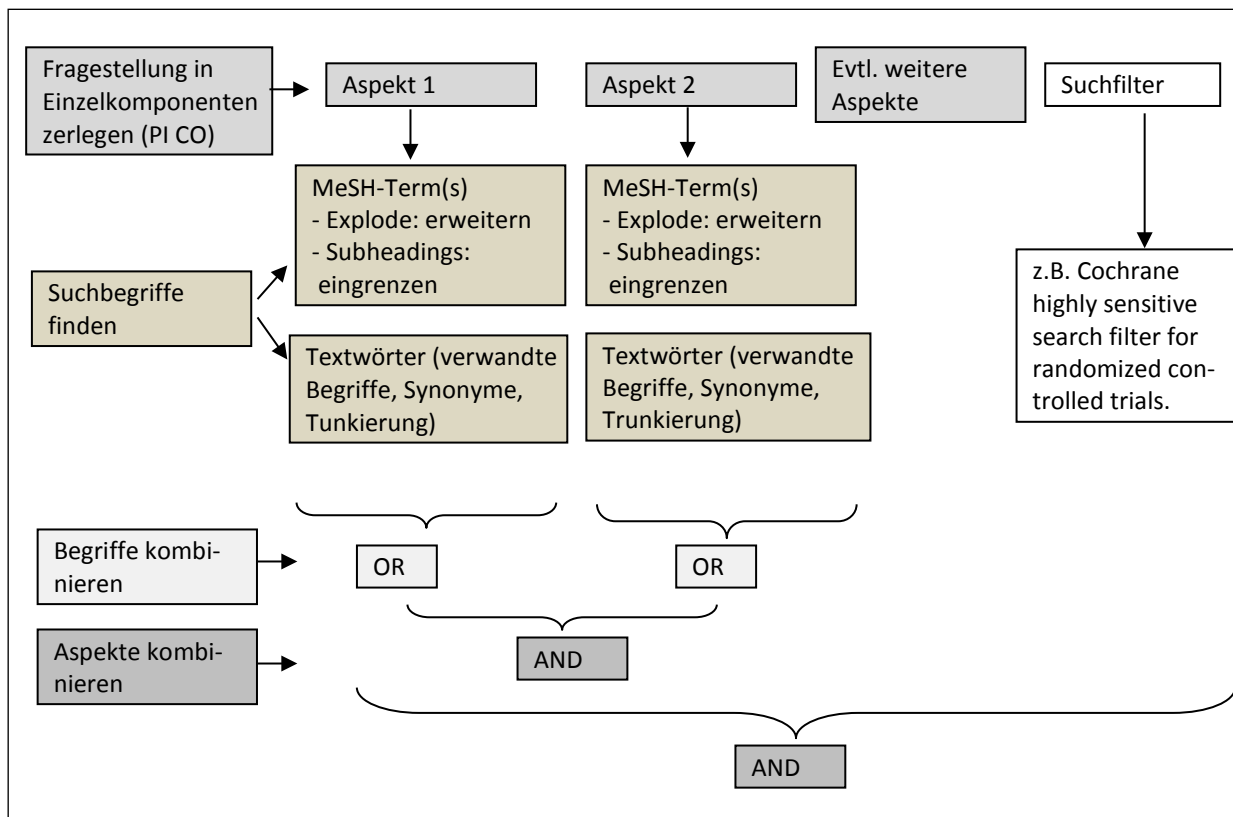 Fragestellung in
Einzelkomponenten
zerlegen (PI CO)
Aspekt 1
Aspekt 2
Evtl. weitere
Aspekte
Suchfilter
MeSH-Term(s)
- Explode: erweitern
- Subheadings:
eingrenzen
MeSH-Term(s)
- Explode: erweitern
- Subheadings:
eingrenzen
Suchbegriffe
finden
z.B. Cochrane
highly sensitive
search filter for
randomized con-
trolled trials.
Textwörter (verwandte
Begriffe, Synonyme,
Tunkierung)
Textwörter (verwandte
Begriffe, Synonyme,
Trunkierung)
Begriffe kombi-
nieren
OR
OR
Aspekte kombi-
nieren
AND
AND